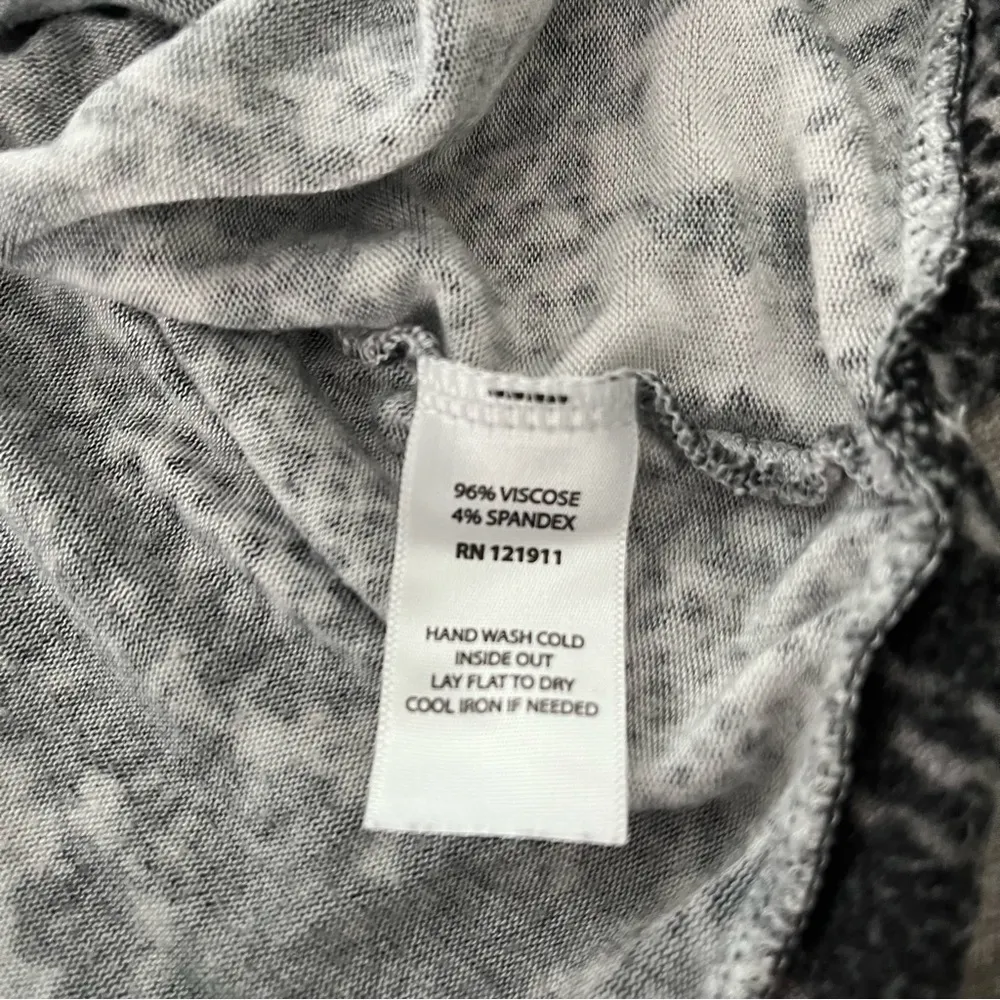 96% VISCOSE
4% SPANDEX
RN 121911
HAND WASH COLD
INSIDE OUT
LAY FLAT TO DRY
COOL IRON IF NEEDED